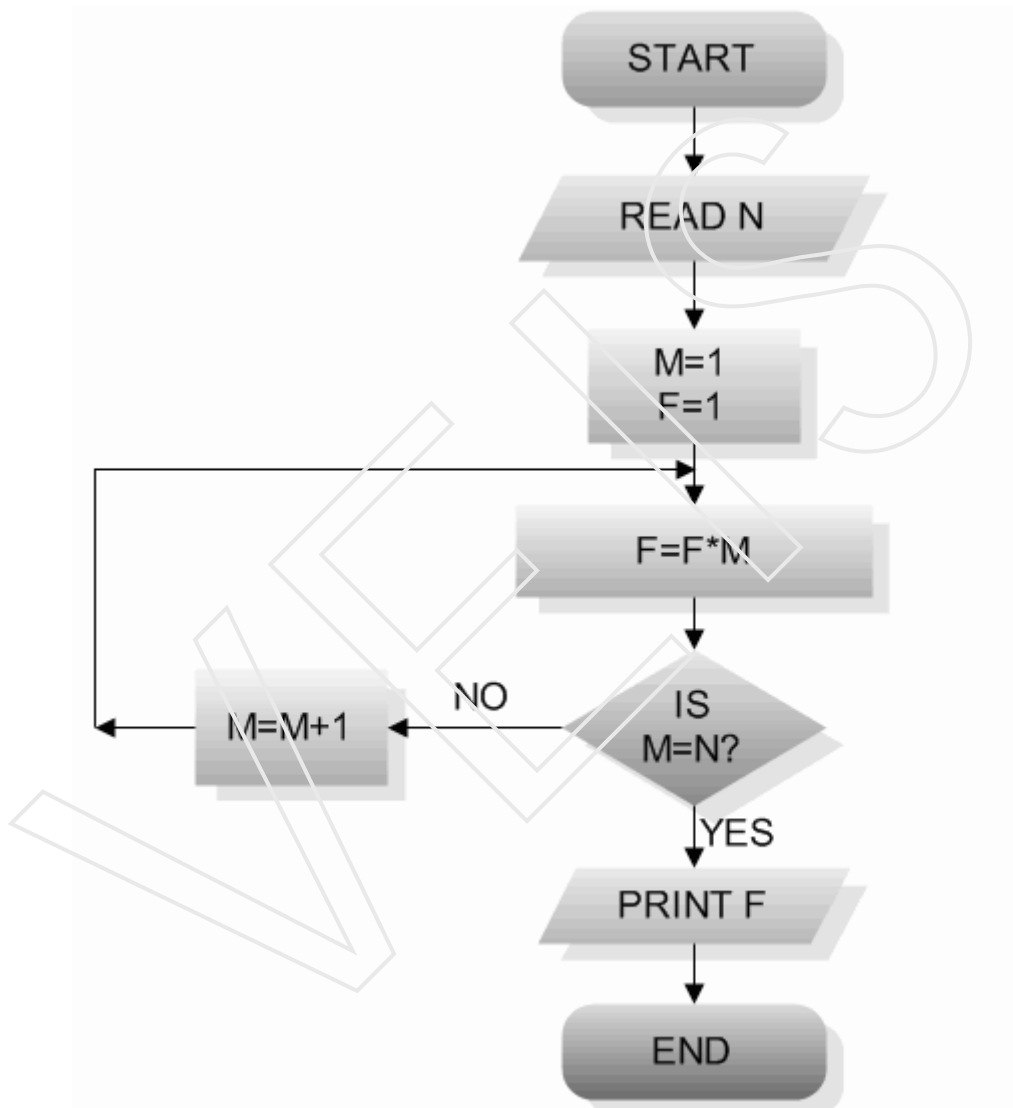 START
READ N
M=1
F=1
F=F*M
IS
M=N?
NO
M=M+1
YES
PRINT F
END